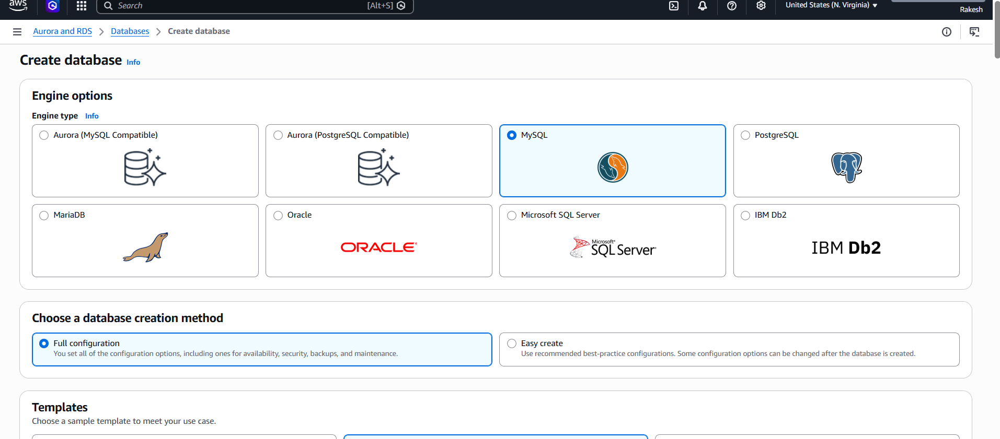 aws
Search [Alt+S]
United States (N. Virginia)
Rakesh
Aurora and RDS > Databases > Create database
Create database Info
Engine options
Engine type Info
Aurora (MySQL Compatible)
Aurora (PostgreSQL Compatible)
MySQL
PostgreSQL
MariaDB
Oracle
ORACLE
Microsoft SQL Server
Microsoft®
SQL Server
IBM Db2
IBM Db2
Choose a database creation method
Full configuration
You set all of the configuration options, including ones for availability, security, backups, and maintenance.
Easy create
Use recommended best-practice configurations. Some configuration options can be changed after the database is created.
Templates
Choose a sample template to meet your use case.